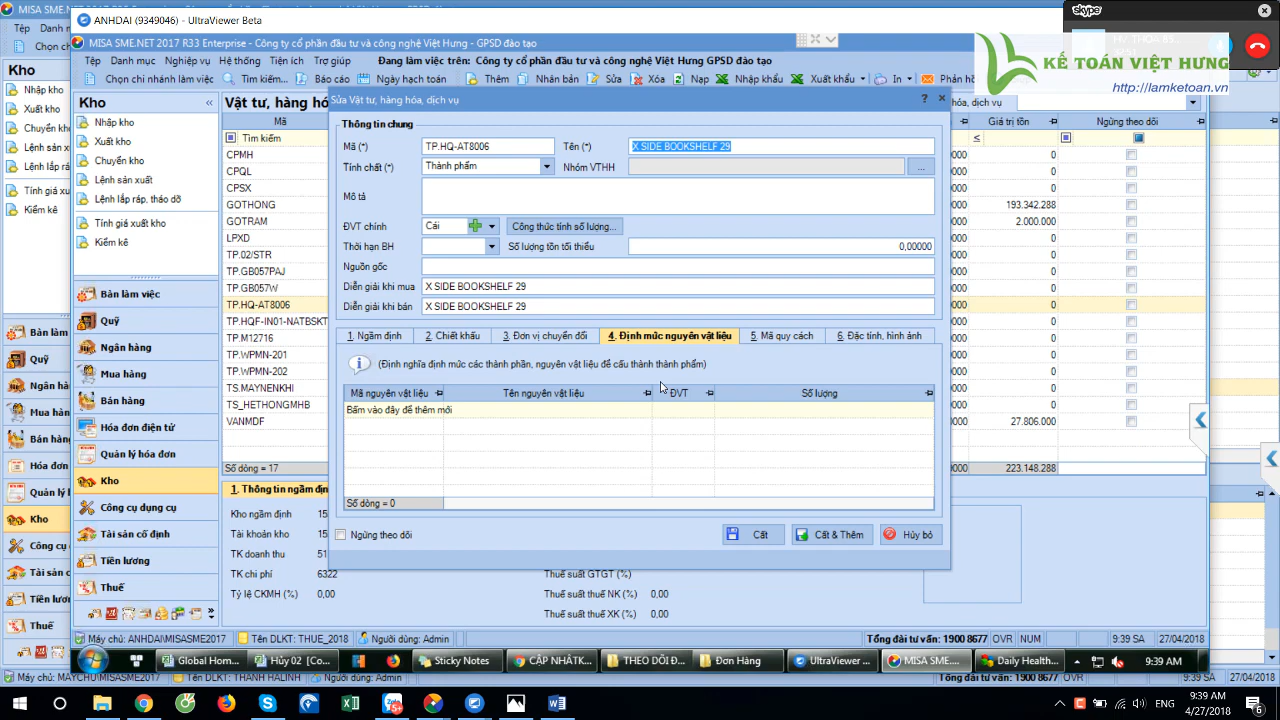 ANHDAI (9349046) - UltraViewer Beta
skype
MISA SME.NET 2017 R33 Enterprise - Công ty cổ phần đầu tư và công nghệ Việt Hưng - GPSD đào tạo
KẾ TOÁN VIỆT HƯNG
http://lamketoan.vn
Tệp Danh mục Nghiệp vụ Hệ thống Tiện ích Trợ giúp Đang làm việc trên: Công ty cổ phần đầu tư và công nghệ Việt Hưng GPSD đào tạo
Chọn chi nhánh làm việc Tìm kiếm... Báo cáo Ngày hạch toán Thêm Nhân bản Sửa Xóa Nạp Nhập khẩu Xuất khẩu In Phản hồ
Kho
Vật tư, hàng hó
Sửa Vật tư, hàng hóa, dịch vụ
hóa, dịch vụ
Mã
Giá trị tồn Ngừng theo dõi
Tìm kiếm
Nhập kho
Xuất kho
Chuyển kho
Lệnh sản xuất
Lệnh lắp ráp, tháo dỡ
Tính giá xuất kho
Kiểm kê
Bàn làm việc
Quỹ
Ngân hàng
Mua hàng
Bán hàng
Hóa đơn điện tử
Quản lý hóa đơn
Kho
Công cụ dụng cụ
Tài sản cố định
Tiền lương
Thuế
CPMH
CPQL
CPSX
GOTHONG
GOTRAM
LPXD
TP.02/STR
TP.GB057PAJ
TP.GB057W
TP.HQ-AT8006
TP.HQF-IN01-NATBSKT
TP.M12716
TP.WPMN-201
TP.WPMN-202
TS.MAYNENKHI
TS_HETHONGMHB
VANMDF
Số dòng = 17
Thông tin chung
Mã (*) TP.HQ-AT8006 Tên (*) X SIDE BOOKSHELF 29
Tính chất (*) Thành phẩm Nhóm VTHH ...
Mô tả
ĐVT chính Cái Công thức tính số lượng...
Thời hạn BH Số lượng tồn tối thiểu 0,00000
Nguồn gốc
Diễn giải khi mua X SIDE BOOKSHELF 29
Diễn giải khi bán X SIDE BOOKSHELF 29
1. Ngầm định 2. Chiết khấu 3. Đơn vị chuyển đổi 4. Định mức nguyên vật liệu 5. Mã quy cách 6. Đặc tính, hình ảnh
(Định nghĩa định mức các thành phần, nguyên vật liệu để cấu thành thành phẩm)
Mã nguyên vật liệu Tên nguyên vật liệu ĐVT Số lượng
Bấm vào đây để thêm mới
Số dòng = 0
Ngừng theo dõi Cất Cất & Thêm Hủy bỏ
193.342.288
2.000.000
27.806.000
223.148.288
1. Thông tin ngầm địn
Kho ngầm định 15
Tài khoản kho 15
TK doanh thu 51
TK chi phí 6322
Tỷ lệ CKMH (%) 0,00
Thuế suất GTGT (%)
Thuế suất thuế NK (%) 0,00
Thuế suất thuế XK (%) 0,00
Máy chủ: ANHDAI\MISASME2017 Tên DLKT: THUE_2018 Người dùng: Admin Tổng đài tư vấn: 1900 8677 OVR NUM 9:39 SA 27/04/2018
Global Hom... Hủy 02 [Co... Sticky Notes CẬP NHẬTK... THEO DÕI Đ... Đơn Hàng UltraViewer ... MISA SME.... Daily Health... 9:39 AM
Tên DLKT: THANH HALINH Người dùng: Admin
9:39 AM
4/27/2018